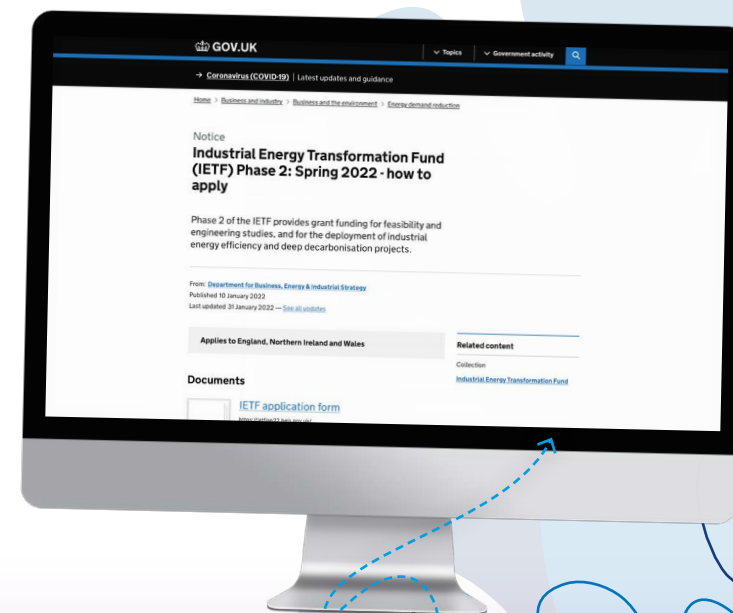 GOV.UK
Topics
Government activity
→ Coronavirus (COVID-19) | Latest updates and guidance
Home > Business and industry > Business and the environment > Energy demand reduction
Notice
Industrial Energy Transformation Fund
(IETF) Phase 2: Spring 2022 - how to
apply
Phase 2 of the IETF provides grant funding for feasibility and
engineering studies, and for the deployment of industrial
energy efficiency and deep decarbonisation projects.
From: Department for Business, Energy & Industrial Strategy
Published 10 January 2022
Last updated 31 January 2022 — See all updates
Applies to England, Northern Ireland and Wales
Related content
Collection
Industrial Energy Transformation Fund
Documents
IETF application form